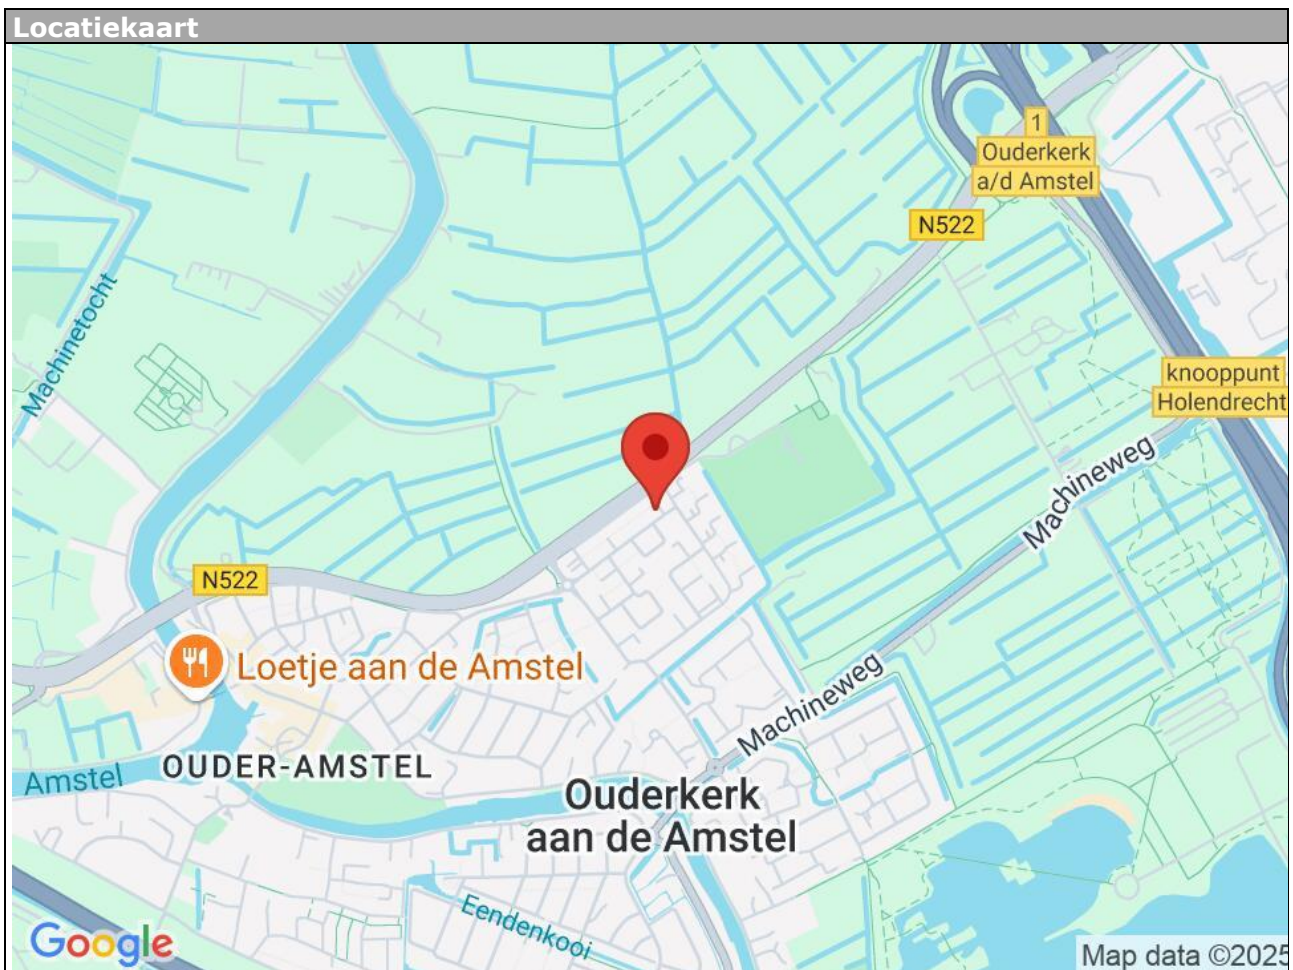 Locatiekaart
1
Ouderkerk
a/d Amstel
N522
Machinetocht
knooppunt
Holendrecht
Machineweg
N522
Loetje aan de Amstel
Machineweg
OUDER-AMSTEL
Amstel
Ouderkerk
aan de Amstel
Eendenkooi
Google
Map data ©2025